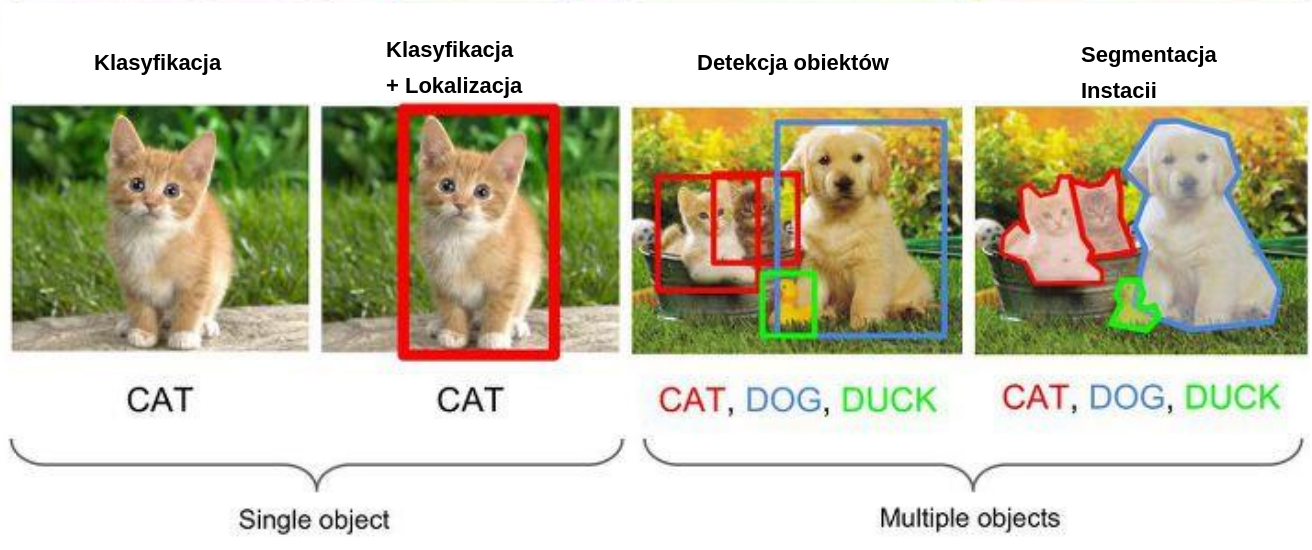 Klasyfikacja
Klasyfikacja
+ Lokalizacja
Detekcja obiektów
Segmentacja
Instacii
CAT
CAT
CAT, DOG, DUCK
CAT, DOG, DUCK
Single object
Multiple objects